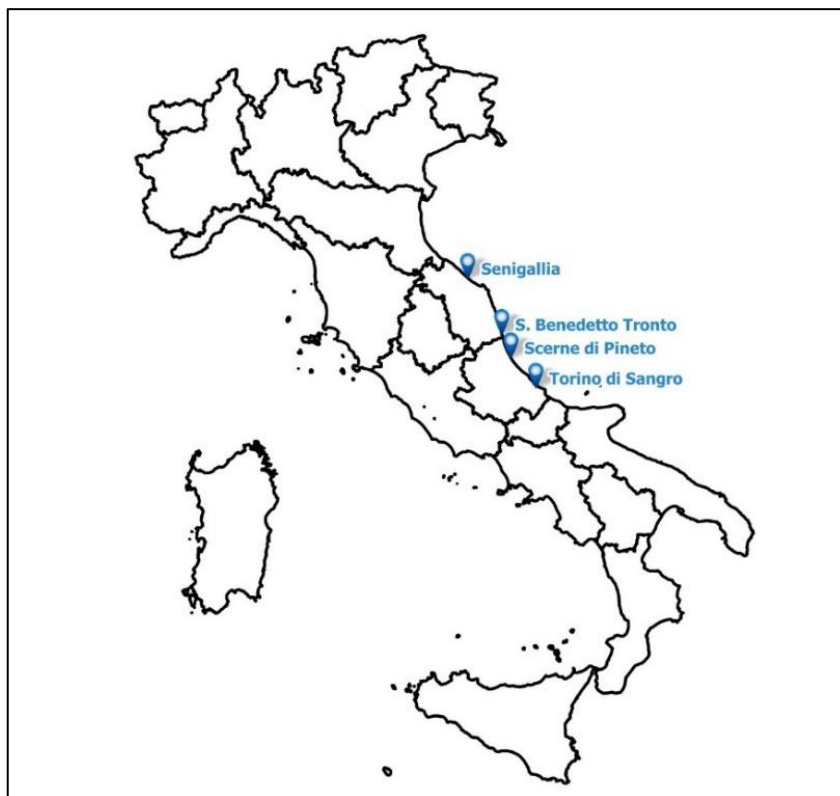 Senigallia
S. Benedetto Tronto
Scerne di Pineto
Torino di Sangro